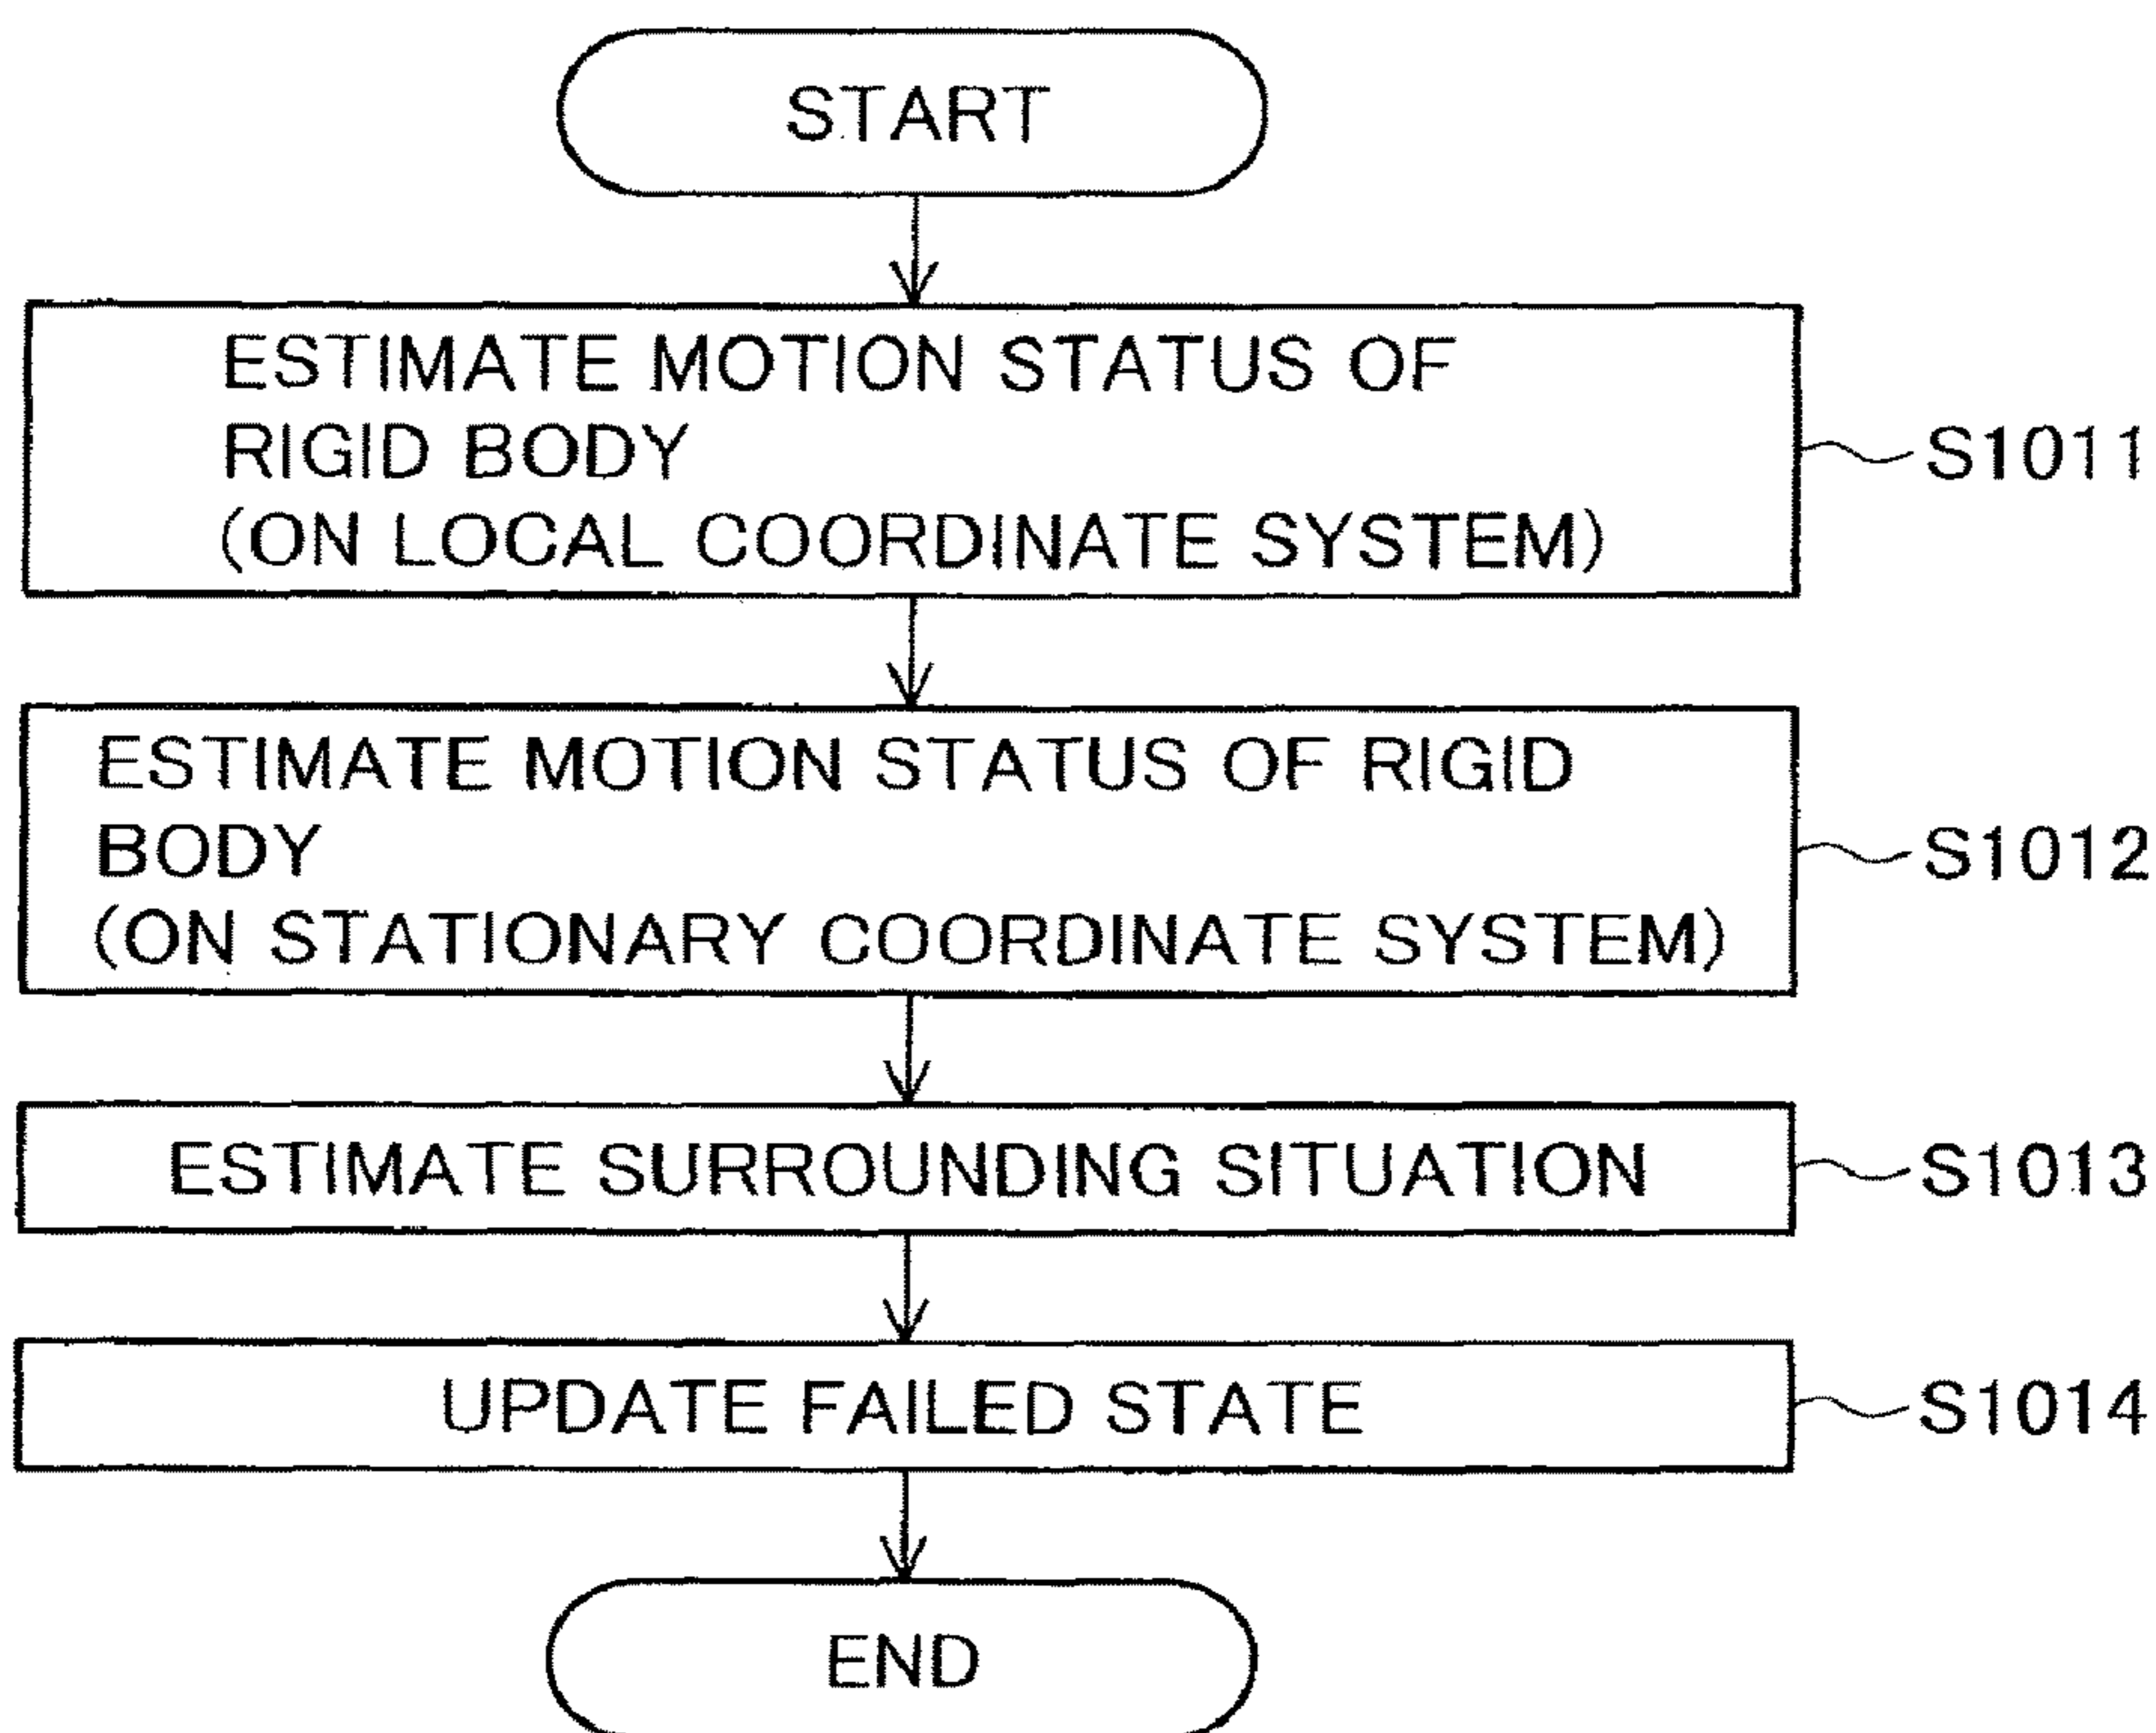 START
ESTIMATE MOTION STATUS OF
RIGID BODY
(ON LOCAL COORDINATE SYSTEM)
S1011
ESTIMATE MOTION STATUS OF RIGID
BODY
(ON STATIONARY COORDINATE SYSTEM)
S1012
ESTIMATE SURROUNDING SITUATION
S1013
UPDATE FAILED STATE
S1014
END